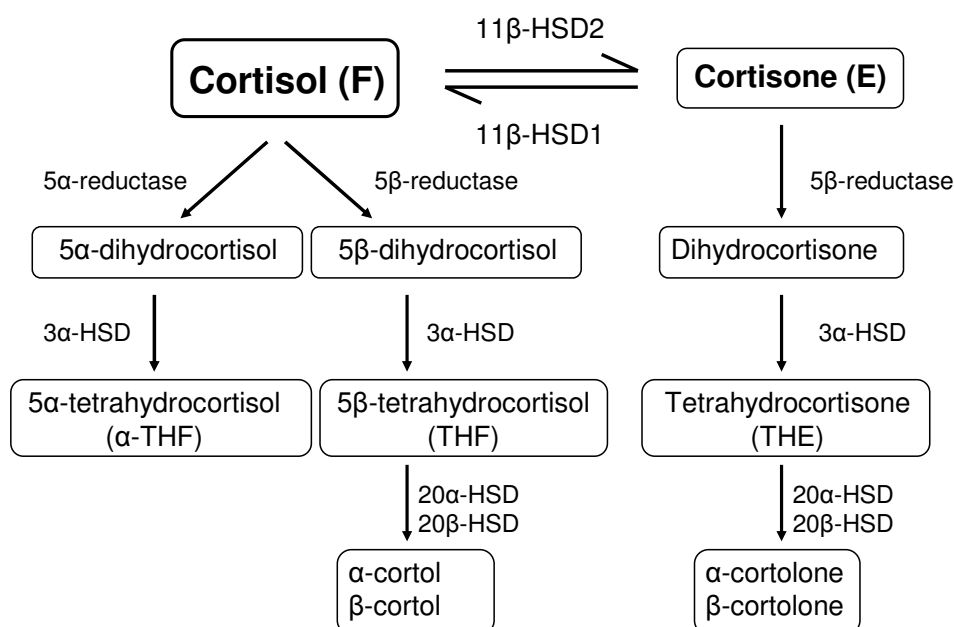 11β-HSD2
Cortisol (F)
Cortisone (E)
11β-HSD1
5α-reductase
5β-reductase
5β-reductase
5α-dihydrocortisol
5β-dihydrocortisol
Dihydrocortisone
3α-HSD
3α-HSD
3α-HSD
5α-tetrahydrocortisol
(α-THF)
5β-tetrahydrocortisol
(THF)
Tetrahydrocortisone
(THE)
20α-HSD
20β-HSD
20α-HSD
20β-HSD
α-cortol
β-cortol
α-cortolone
β-cortolone